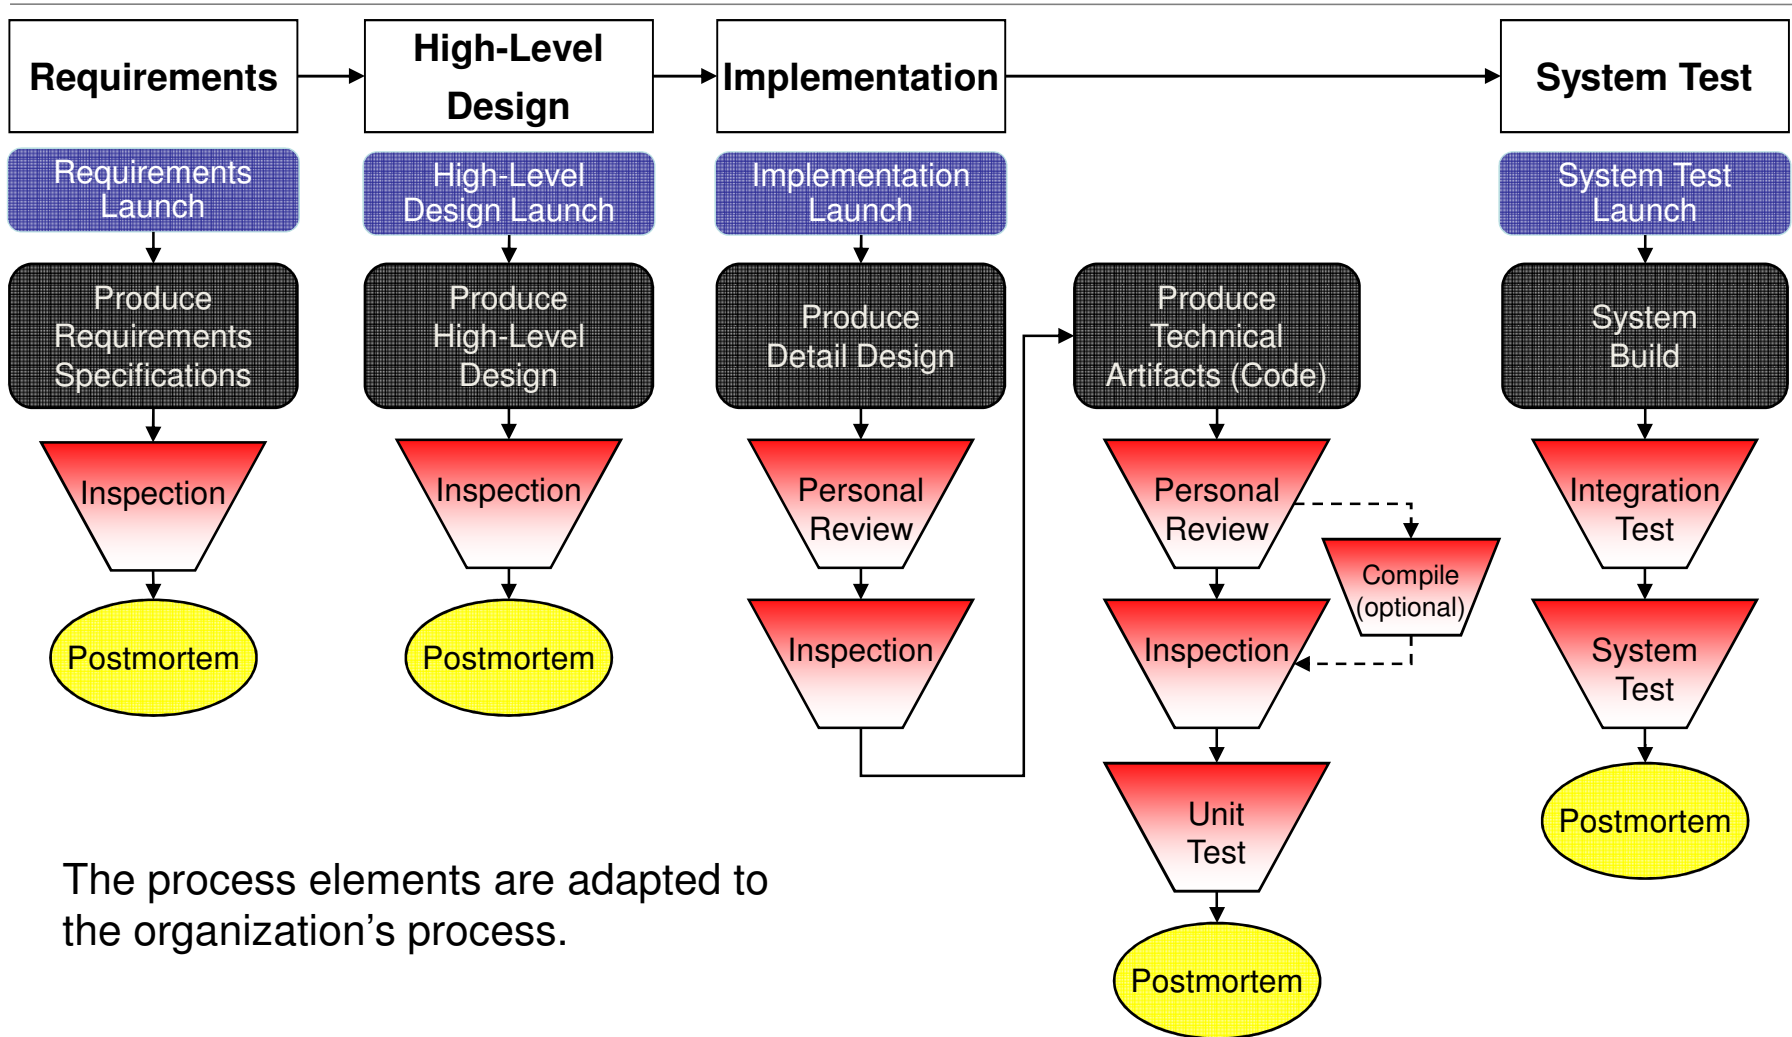 Requirements
High-Level
Design
Implementation
System Test
Requirements
Launch
Produce
Requirements
Specifications
Inspection
Postmortem
High-Level
Design Launch
Produce
High-Level
Design
Inspection
Postmortem
Implementation
Launch
Produce
Detail Design
Personal
Review
Inspection
Produce
Technical
Artifacts (Code)
Personal
Review
Compile
(optional)
Inspection
Unit
Test
Postmortem
System Test
Launch
System
Build
Integration
Test
System
Test
Postmortem
The process elements are adapted to
the organization’s process.